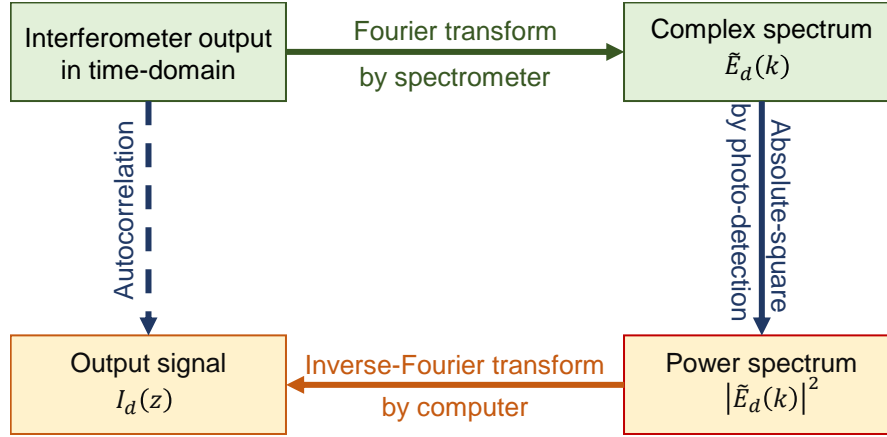 Interferometer output
in time-domain
Fourier transform
by spectrometer
Complex spectrum
Ẽ_d(k)
Autocorrelation
Absolute-square
by photo-detection
Output signal
I_d(z)
Inverse-Fourier transform
by computer
Power spectrum
|Ẽ_d(k)|²